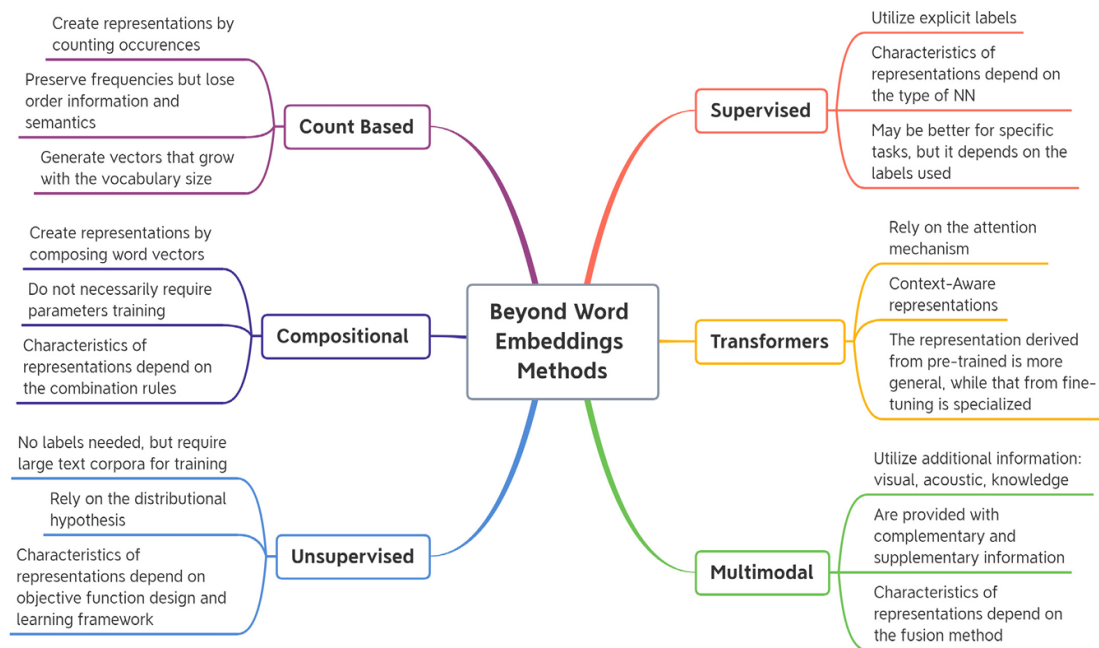 Beyond Word
Embeddings
Methods
Count Based
Create representations by
counting occurences
Preserve frequencies but lose
order information and
semantics
Generate vectors that grow
with the vocabulary size
Compositional
Create representations by
composing word vectors
Do not necessarily require
parameters training
Characteristics of
representations depend on
the combination rules
Unsupervised
No labels needed, but require
large text corpora for training
Rely on the distributional
hypothesis
Characteristics of
representations depend on
objective function design and
learning framework
Supervised
Utilize explicit labels
Characteristics of
representations depend on
the type of NN
May be better for specific
tasks, but it depends on the
labels used
Transformers
Rely on the attention
mechanism
Context-Aware
representations
The representation derived
from pre-trained is more
general, while that from fine-
tuning is specialized
Multimodal
Utilize additional information:
visual, acoustic, knowledge
Are provided with
complementary and
supplementary information
Characteristics of
representations depend on
the fusion method